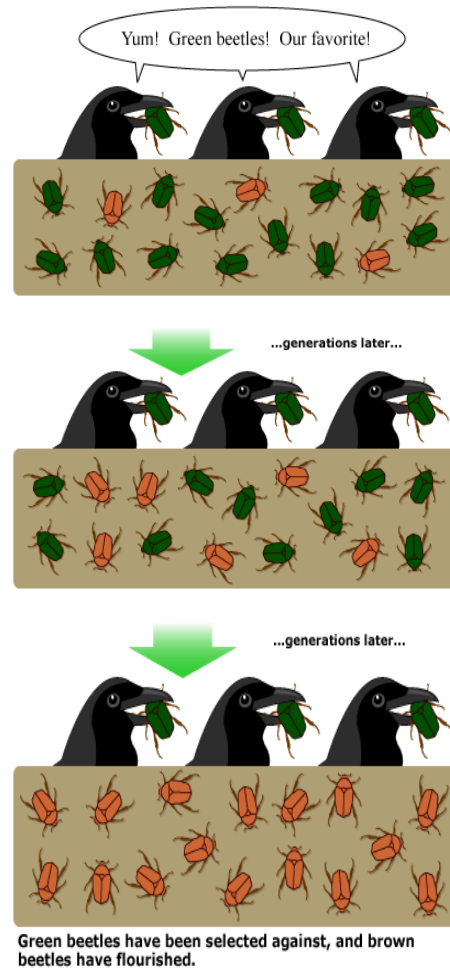 Yum! Green beetles! Our favorite!
...generations later...
...generations later...
Green beetles have been selected against, and brown
beetles have flourished.